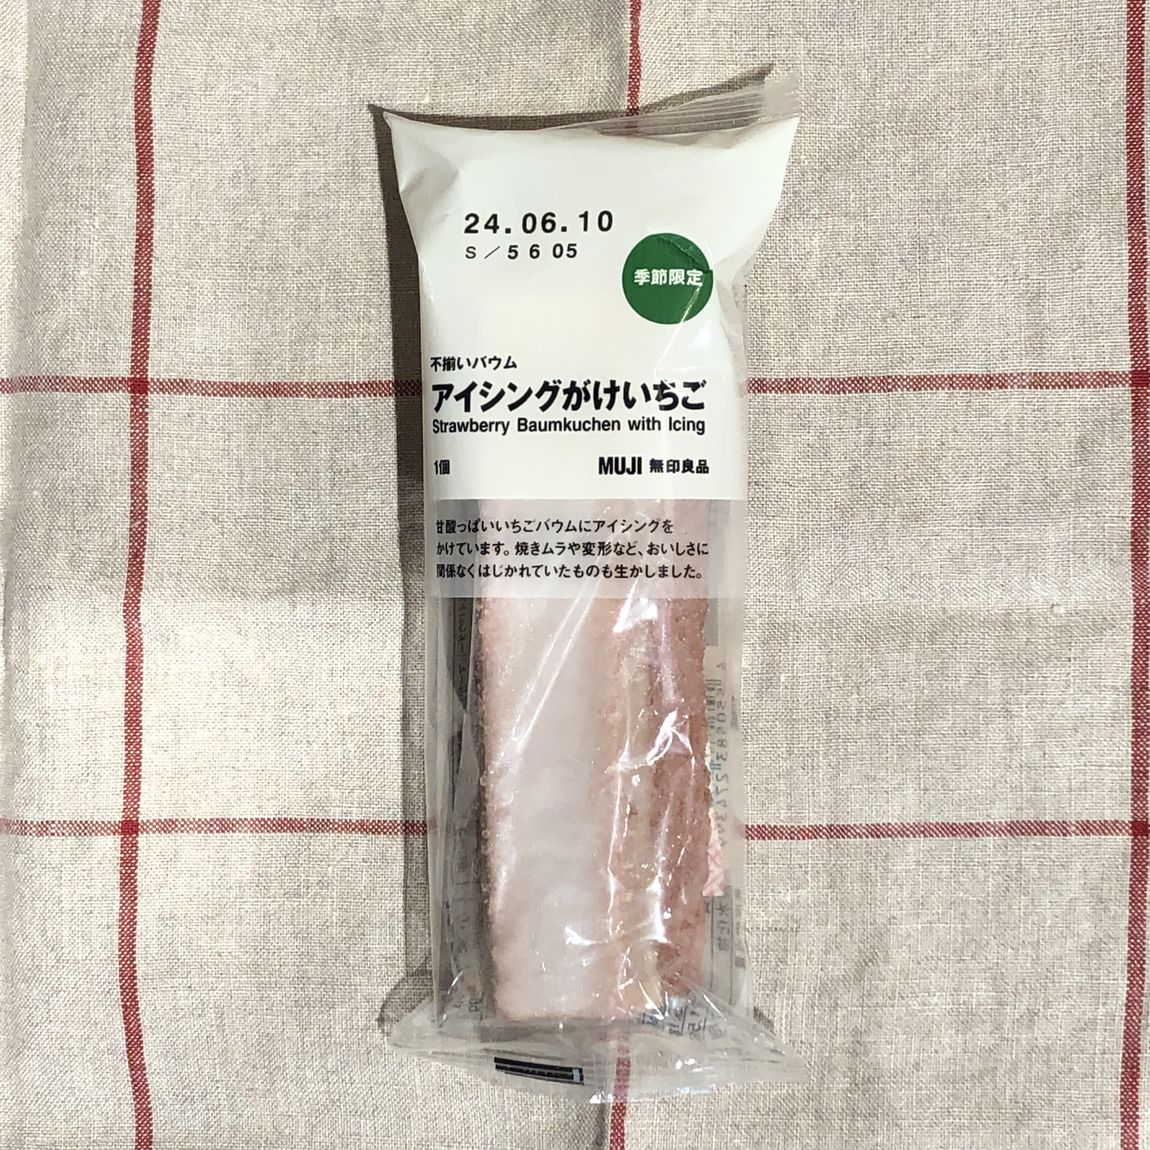 24.06.10
S/5605
季節限定
不揃いバウム
アイシングがけいちご
Strawberry Baumkuchen with Icing
1個
MUJI 無印良品
甘酸っぱいいちごバウムにアイシングを
かけています。焼きムラや変形など、おいしさに
関係なくはじかれていたものも生かしました。